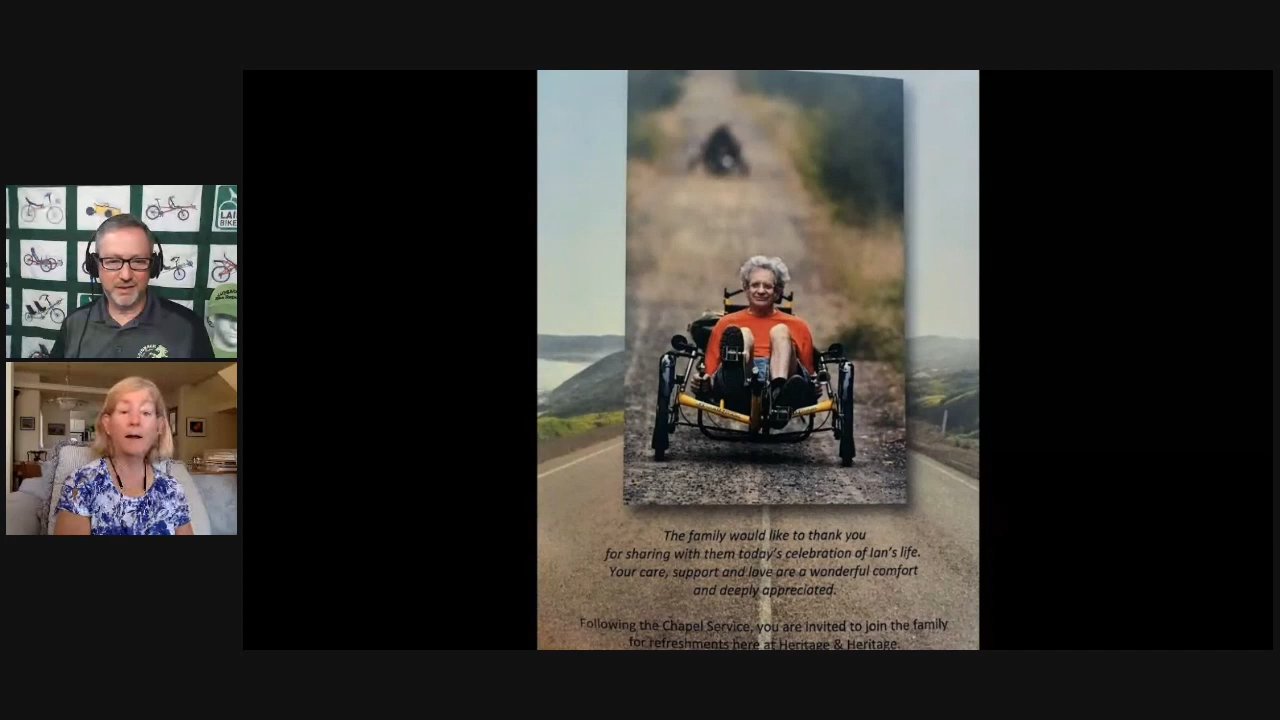 LAID
BIKE
The family would like to thank you
for sharing with them today's celebration of Ian's life.
Your care, support and love are a wonderful comfort
and deeply appreciated.
Following the Chapel Service, you are invited to join the family
for refreshments here at Heritage & Heritage.